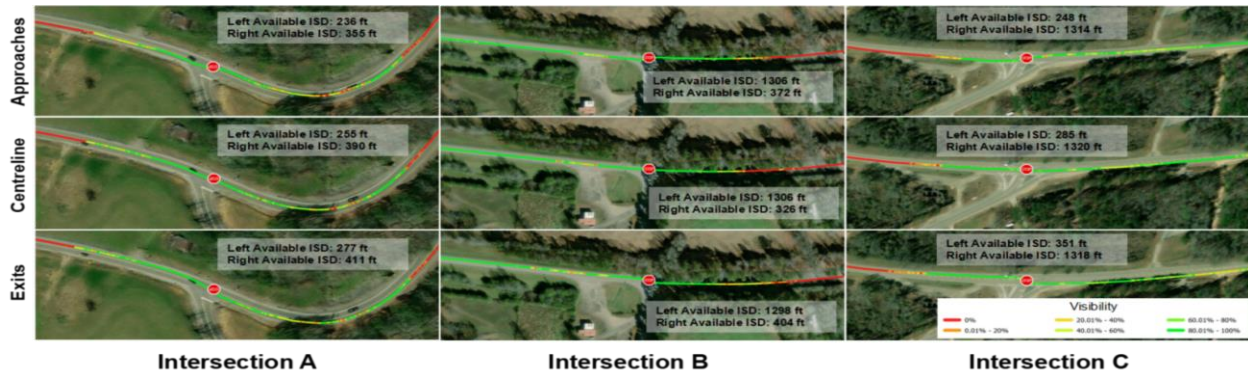 Approaches
Left Available ISD: 236 ft
Right Available ISD: 355 ft
Left Available ISD: 1306 ft
Right Available ISD: 372 ft
Left Available ISD: 248 ft
Right Available ISD: 1314 ft
Centreline
Left Available ISD: 255 ft
Right Available ISD: 390 ft
Left Available ISD: 1306 ft
Right Available ISD: 326 ft
Left Available ISD: 285 ft
Right Available ISD: 1320 ft
Exits
Left Available ISD: 277 ft
Right Available ISD: 411 ft
Left Available ISD: 1298 ft
Right Available ISD: 404 ft
Left Available ISD: 351 ft
Right Available ISD: 1318 ft
Visibility
0%
0.01% - 20%
20.01% - 40%
40.01% - 60%
60.01% - 80%
80.01% - 100%
Intersection A
Intersection B
Intersection C